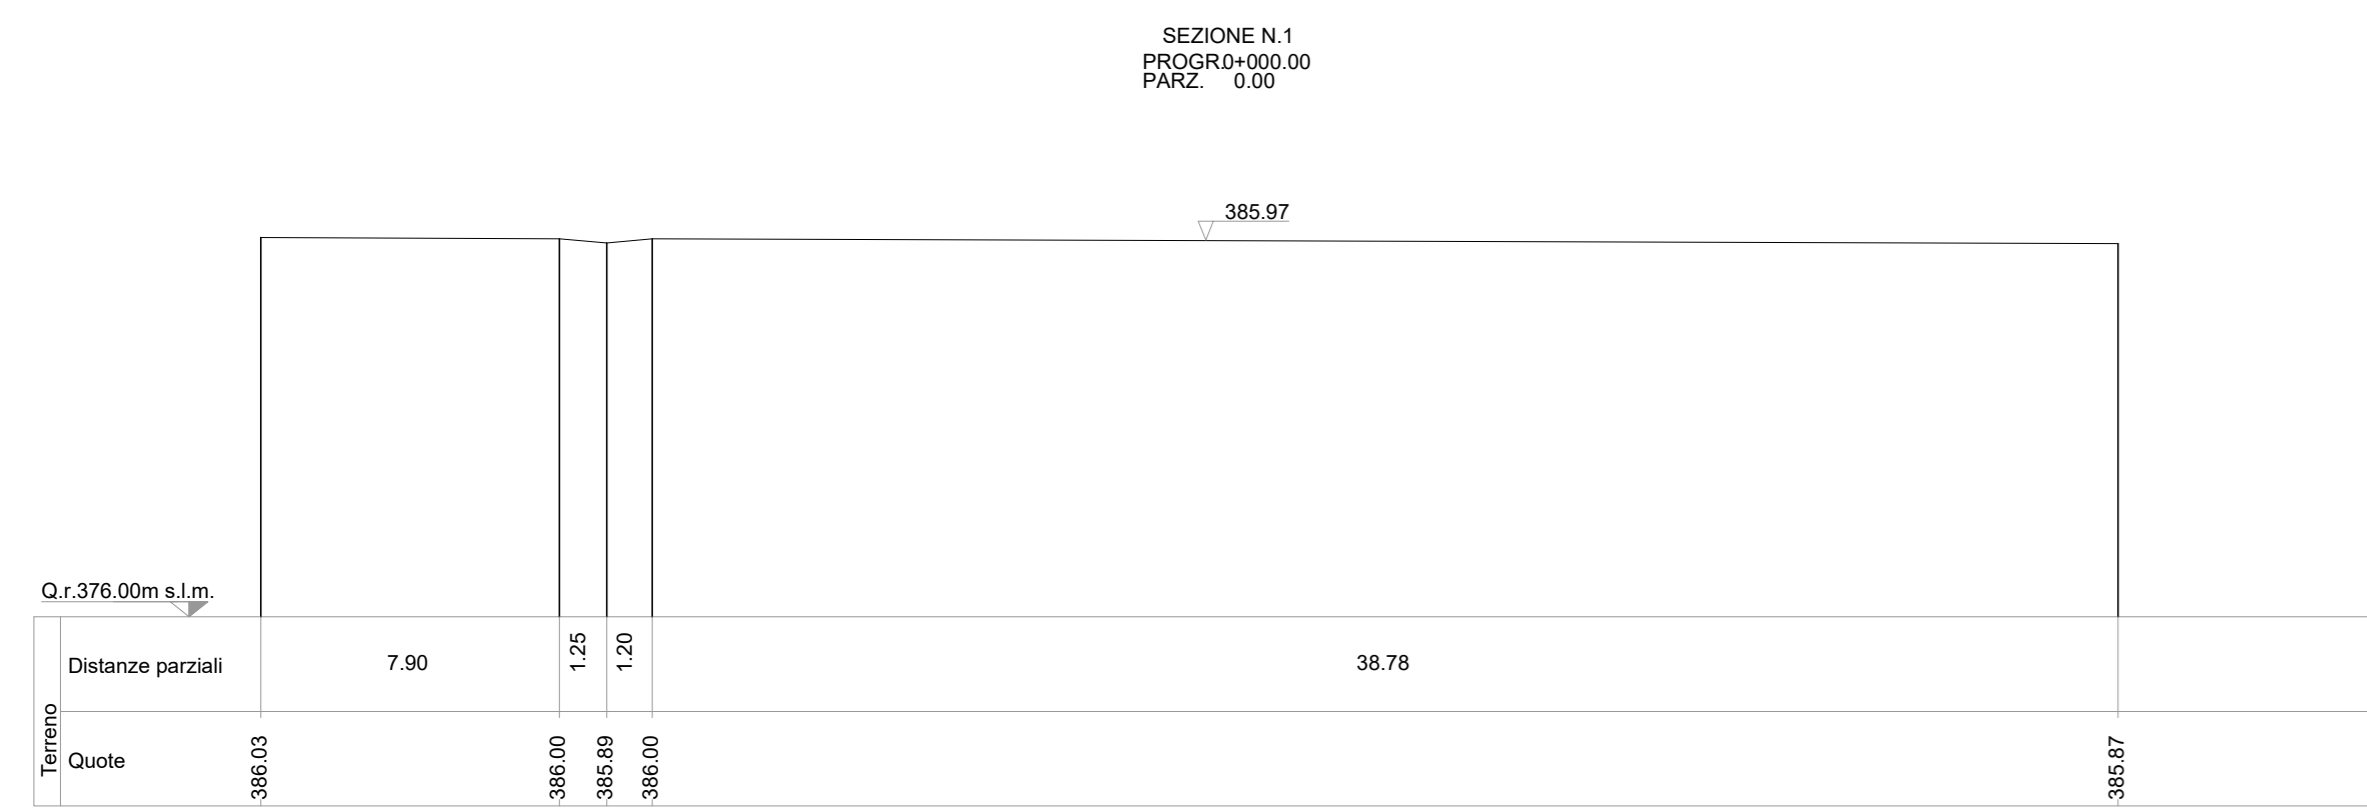 SEZIONE N.1
PROGR.0+000.00
PARZ. 0.00
385.97
Q.r.376.00m s.l.m.
Terreno
Distanze parziali 7.90 1.25 1.20 38.78
Quote 386.03 386.00 385.89 386.00 385.87